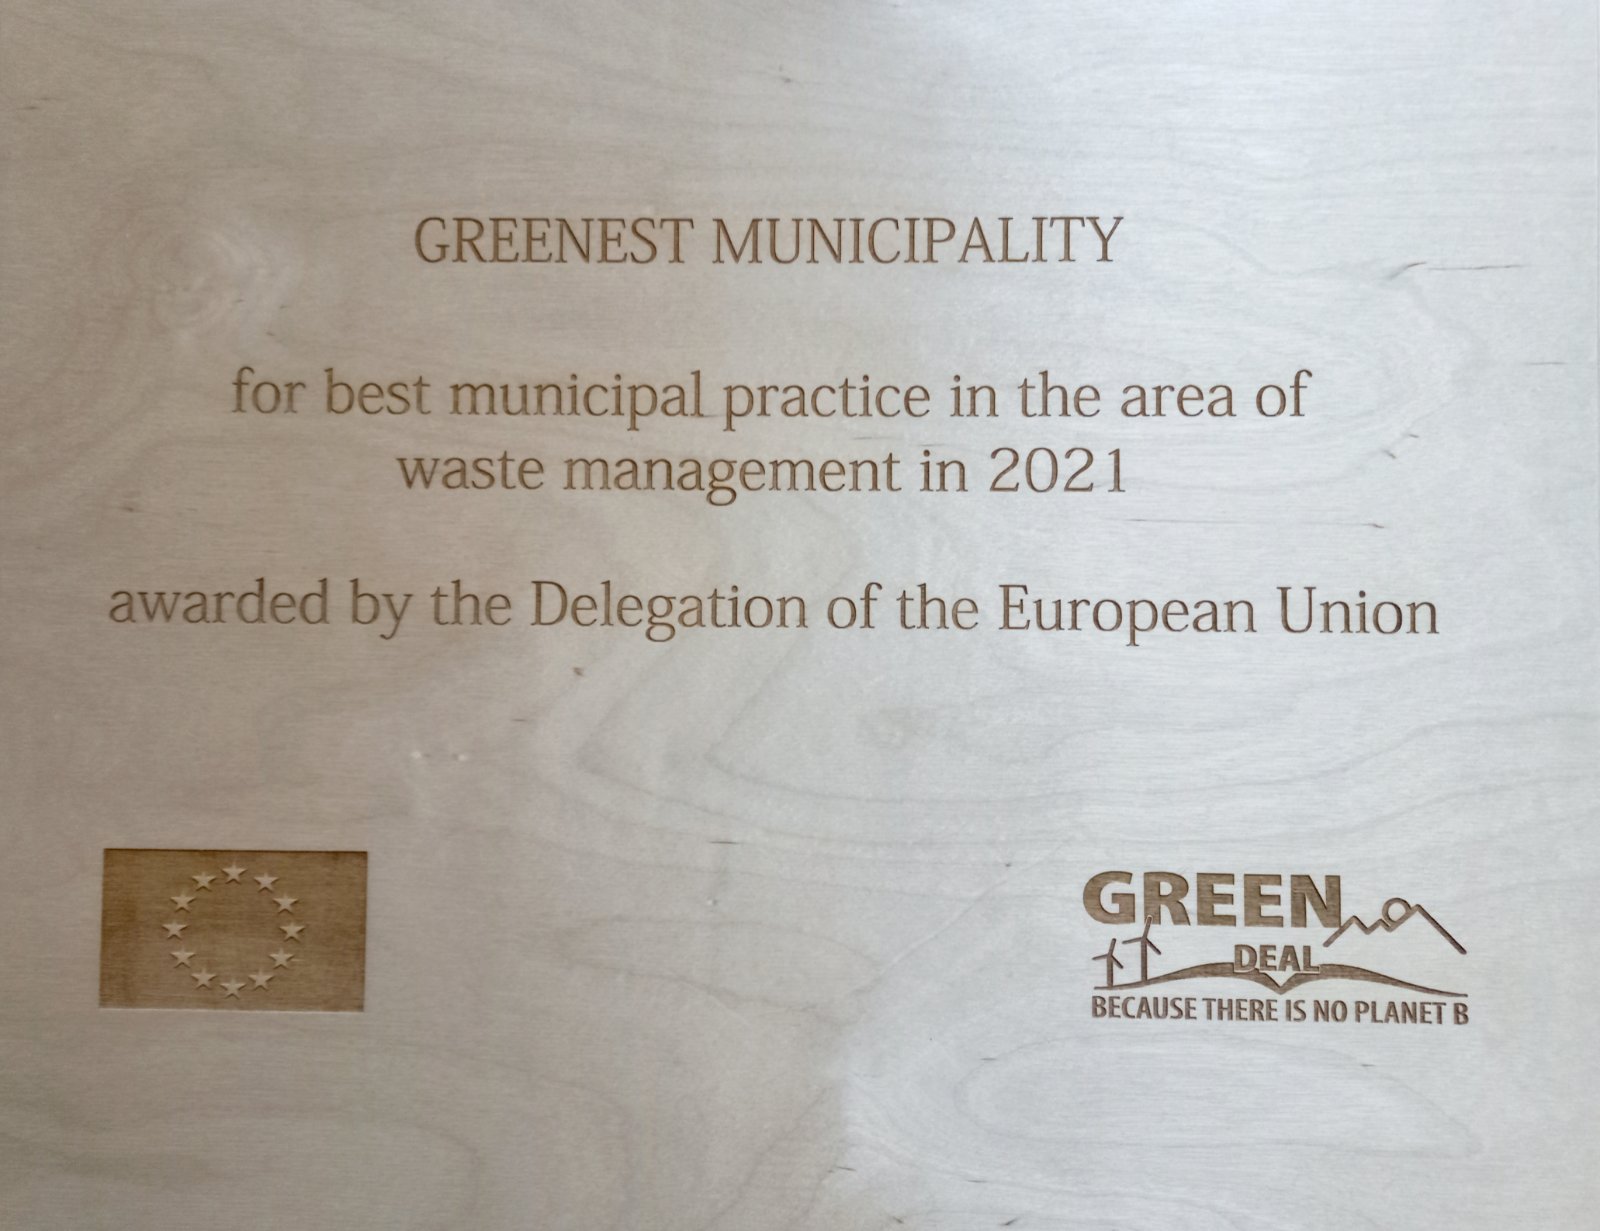 GREENEST MUNICIPALITY
for best municipal practice in the area of
waste management in 2021
awarded by the Delegation of the European Union
GREEN
DEAL
BECAUSE THERE IS NO PLANET B